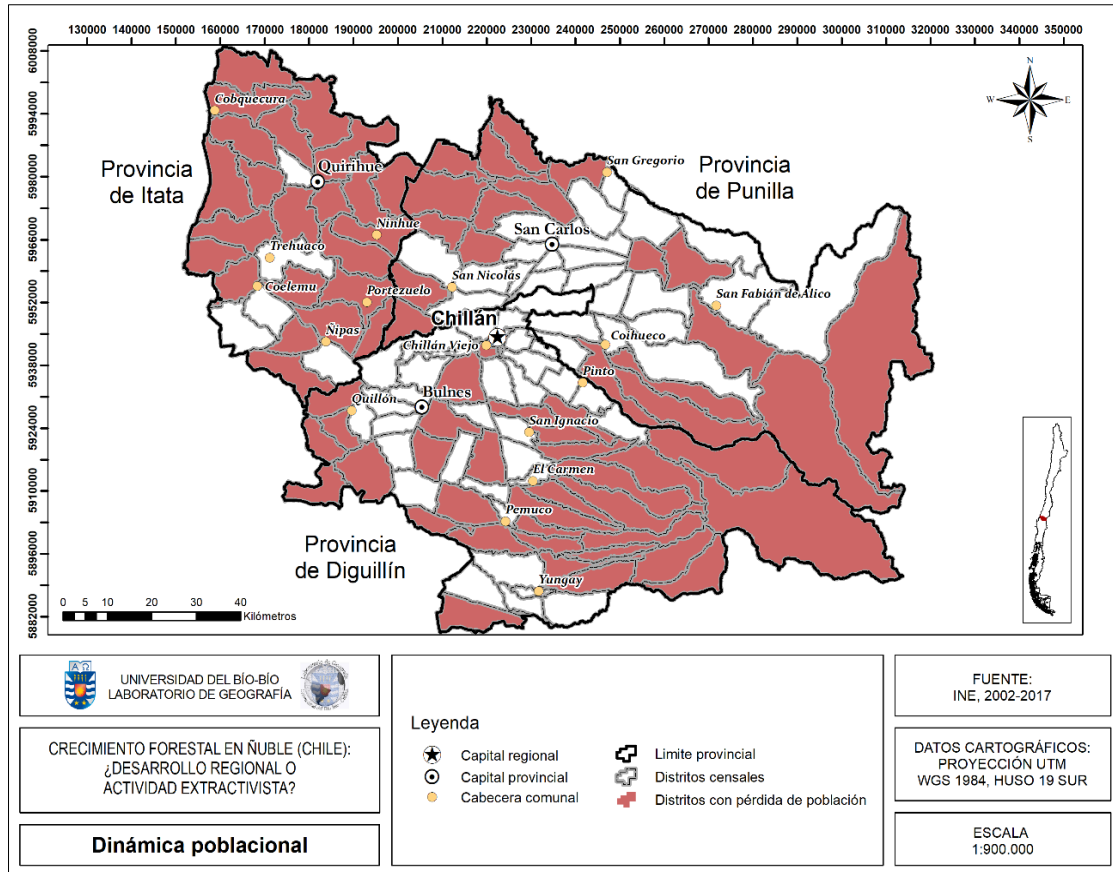 130000 140000 150000 160000 170000 180000 190000 200000 210000 220000 230000 240000 250000 260000 270000 280000 290000 300000 310000 320000 330000 340000 350000
6008000
5994000
5980000
5966000
5952000
5938000
5924000
5910000
5896000
5882000
N
W
E
S
Cobquecura
Provincia
de Itata
Quirihue
San Gregorio
Provincia
de Punilla
Ninhue
San Carlos
Trehuaco
San Nicolás
Coelemu
Portezuelo
San Fabián de Alico
Chillán
Ñipas
Chillán Viejo
Coihueco
Pinto
Quillón
Bulnes
San Ignacio
El Carmen
Pemuco
Provincia
de Diguillín
Yungay
0 5 10 20 30 40
Kilómetros
UNIVERSIDAD DEL BÍO-BÍO
LABORATORIO DE GEOGRAFÍA
CRECIMIENTO FORESTAL EN ÑUBLE (CHILE):
¿DESARROLLO REGIONAL O
ACTIVIDAD EXTRACTIVISTA?
Dinámica poblacional
Leyenda
Capital regional
Capital provincial
Cabecera comunal
Limite provincial
Distritos censales
Distritos con pérdida de población
FUENTE:
INE, 2002-2017
DATOS CARTOGRÁFICOS:
PROYECCIÓN UTM
WGS 1984, HUSO 19 SUR
ESCALA
1:900.000